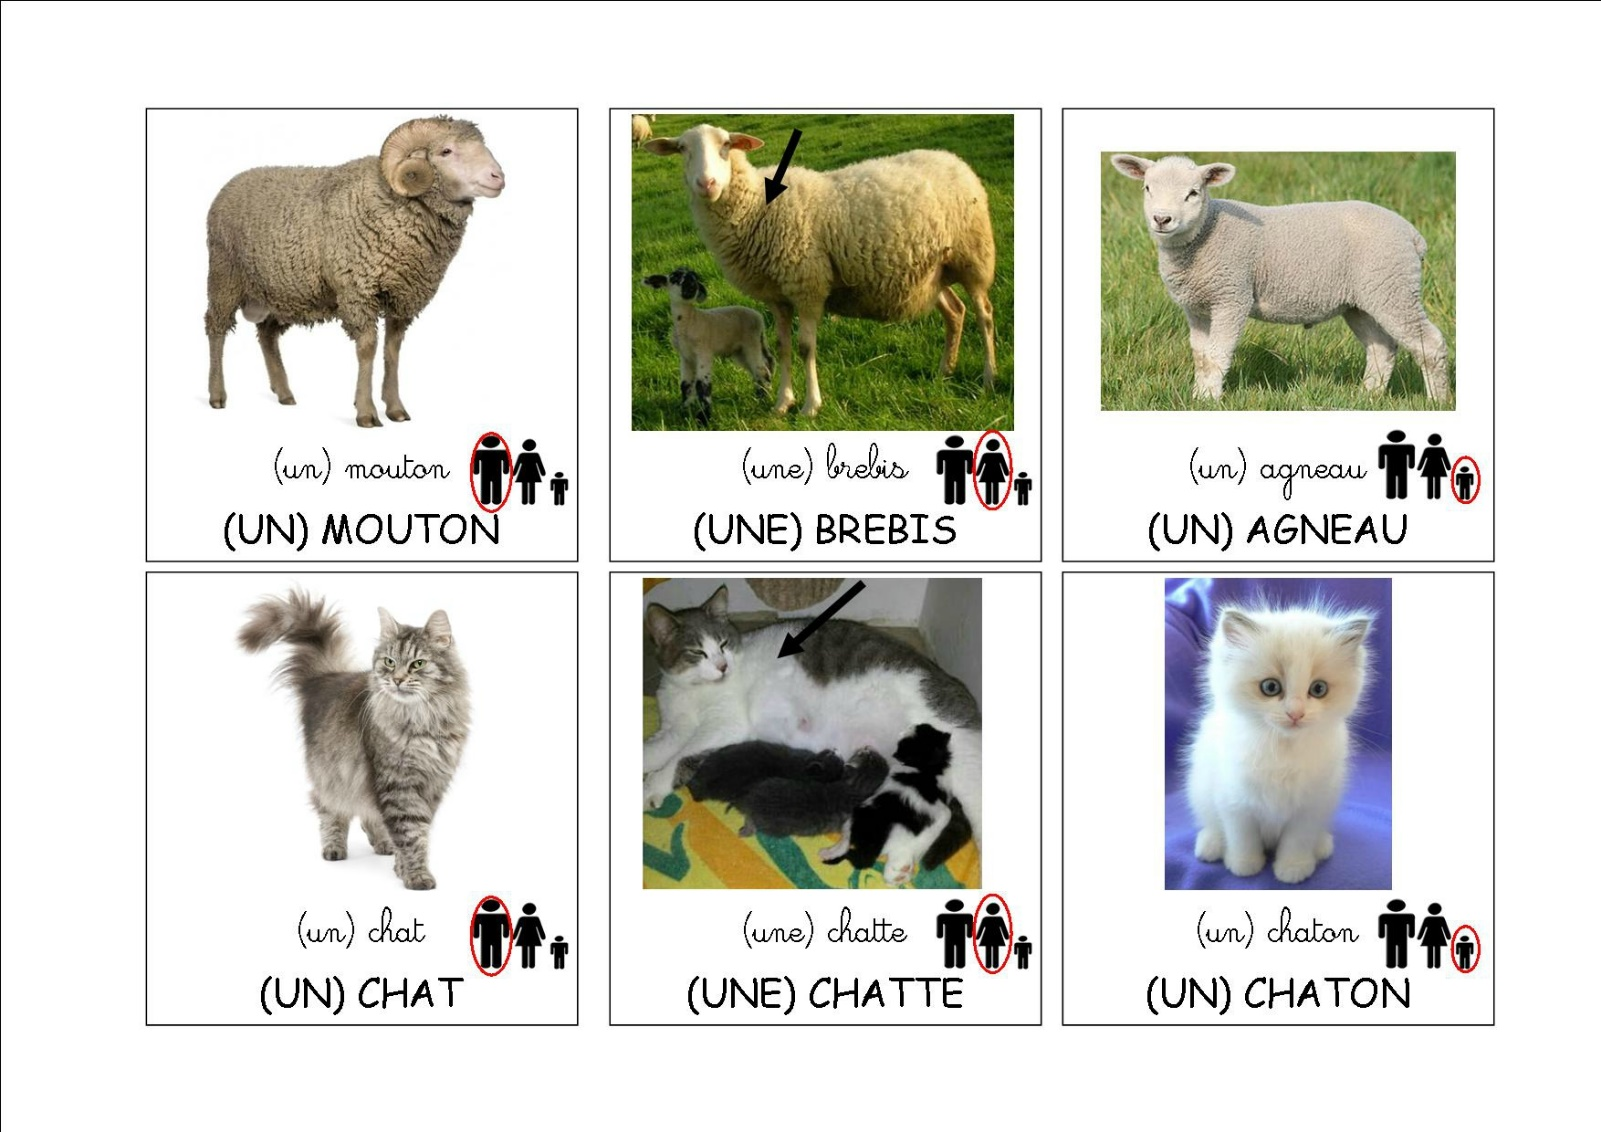 (un) mouton
(UN) MOUTON
(une) brebis
(UNE) BREBIS
(un) agneau
(UN) AGNEAU
(un) chat
(UN) CHAT
(une) chatte
(UNE) CHATTE
(un) chaton
(UN) CHATON